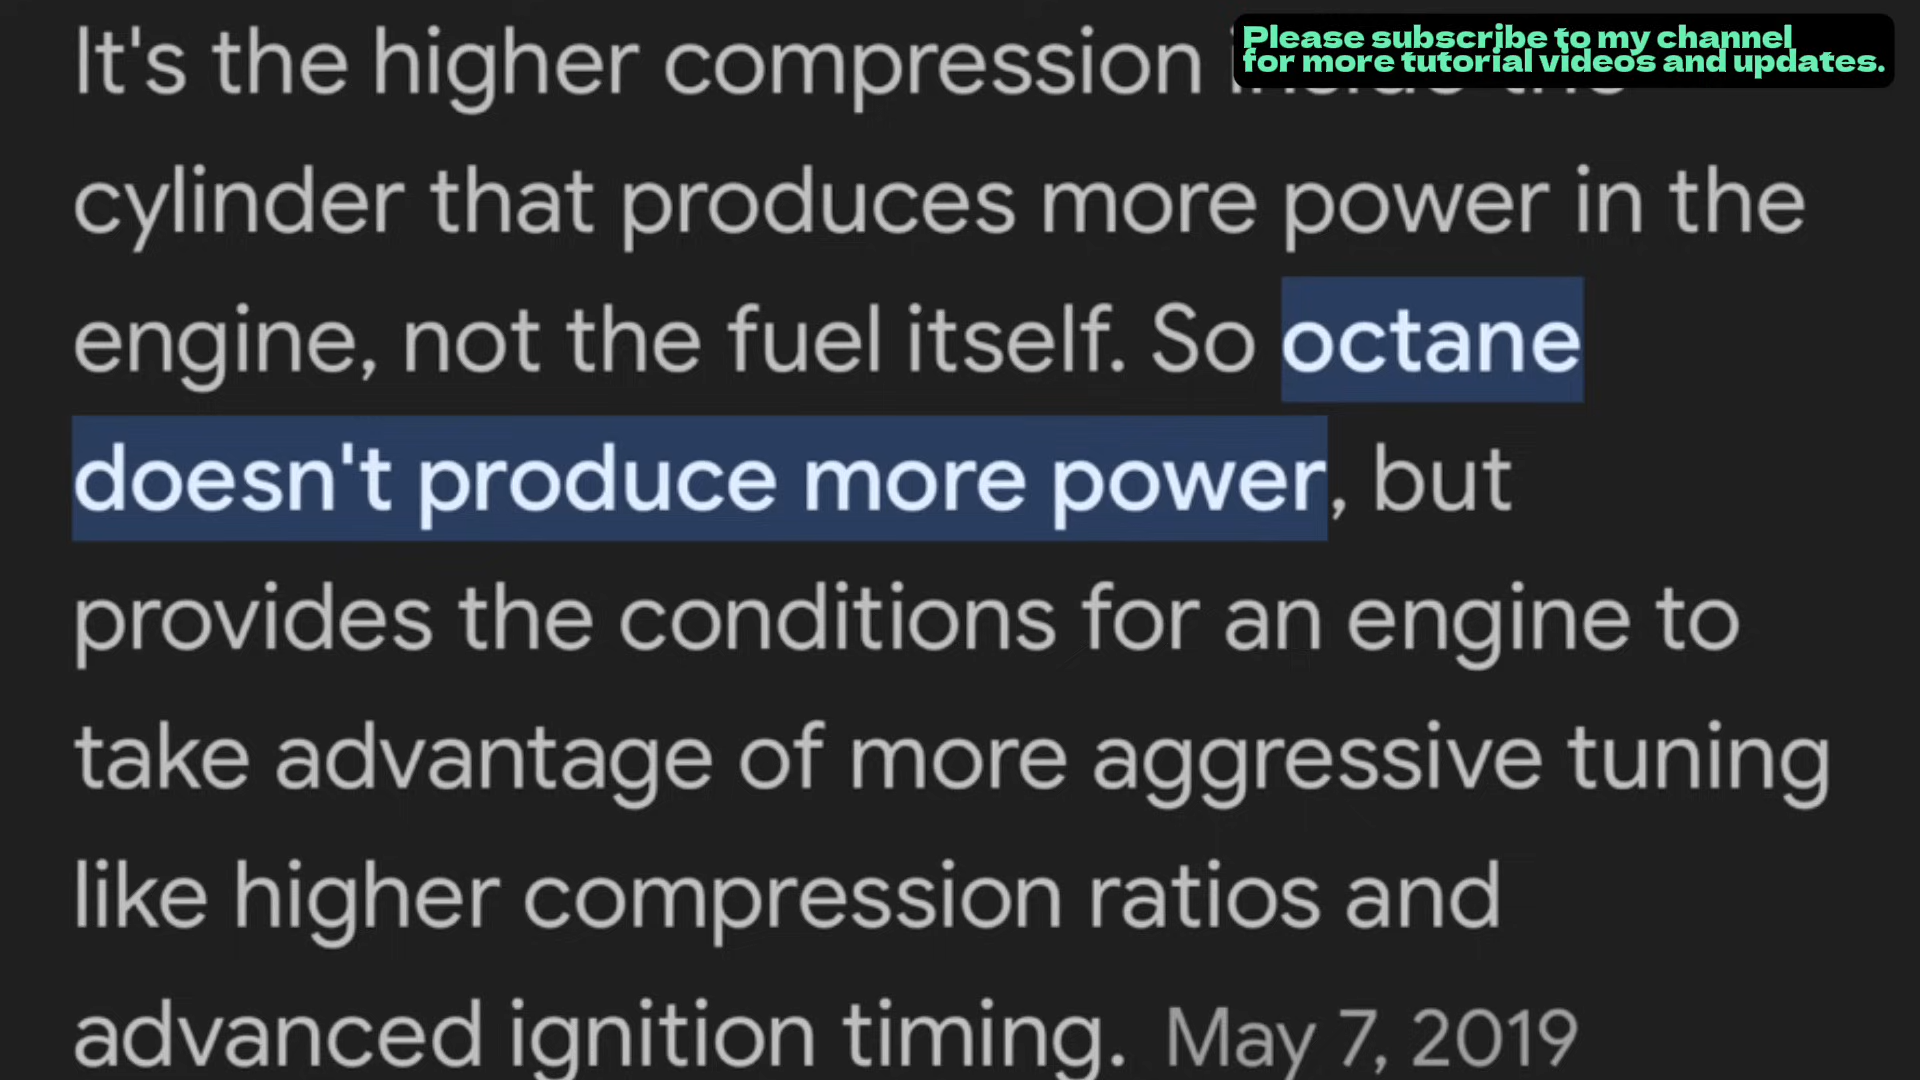 Please subscribe to my channel
for more tutorial videos and updates.
It's the higher compression inside the
cylinder that produces more power in the
engine, not the fuel itself. So octane
doesn't produce more power, but
provides the conditions for an engine to
take advantage of more aggressive tuning
like higher compression ratios and
advanced ignition timing. May 7, 2019